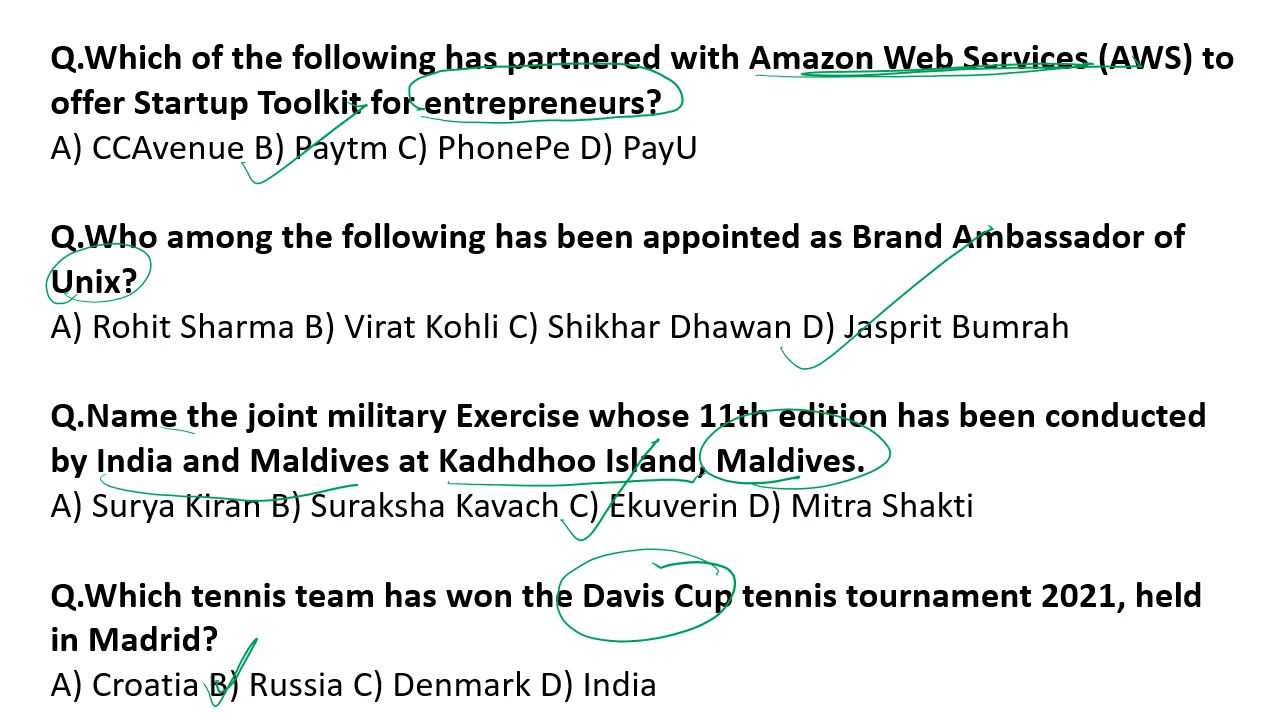 Q.Which of the following has partnered with Amazon Web Services (AWS) to
offer Startup Toolkit for entrepreneurs?
A) CCAvenue B) Paytm C) PhonePe D) PayU
Q.Who among the following has been appointed as Brand Ambassador of
Unix?
A) Rohit Sharma B) Virat Kohli C) Shikhar Dhawan D) Jasprit Bumrah
Q.Name the joint military Exercise whose 11th edition has been conducted
by India and Maldives at Kadhdhoo Island, Maldives.
A) Surya Kiran B) Suraksha Kavach C) Ekuverin D) Mitra Shakti
Q.Which tennis team has won the Davis Cup tennis tournament 2021, held
in Madrid?
A) Croatia B) Russia C) Denmark D) India